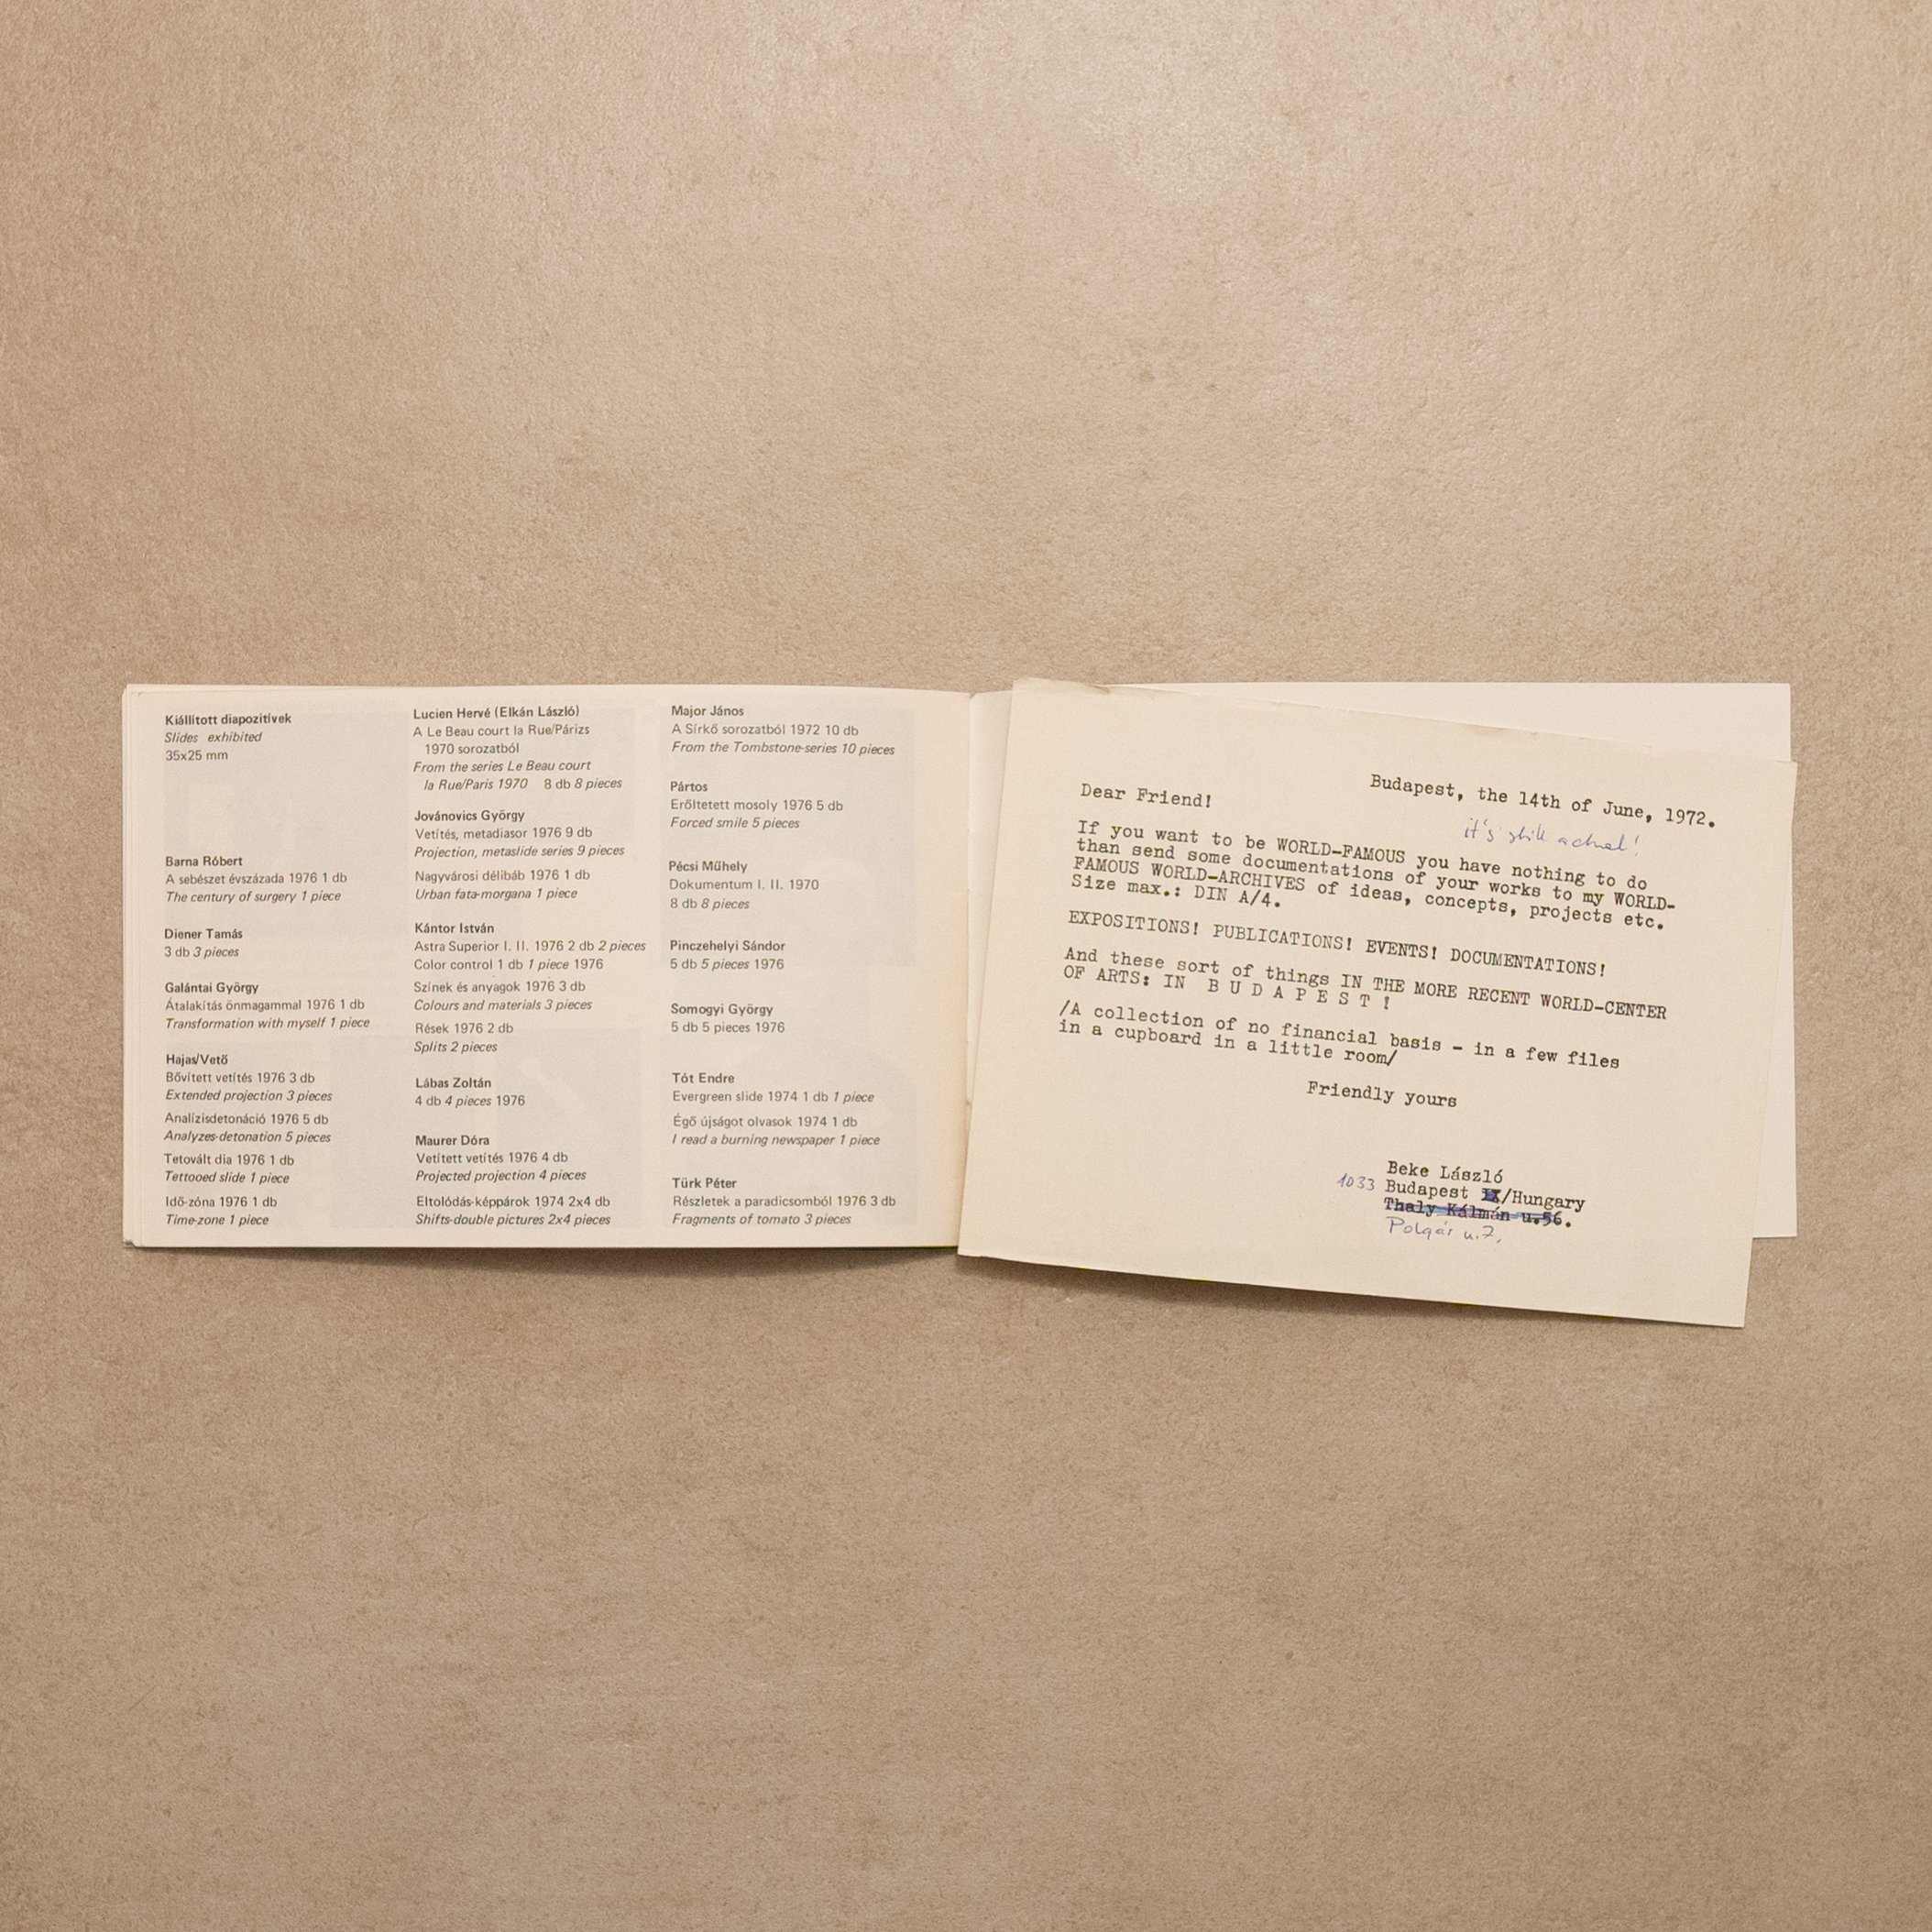 Kiállított diapozitívek
Slides exhibited
35x25 mm
Barna Róbert
A sebészet évszázada 1976 1 db
The century of surgery 1 piece
Diener Tamás
3 db 3 pieces
Galántai György
Átalakítás önmagammal 1976 1 db
Transformation with myself 1 piece
Hajas/Vető
Bővített vetítés 1976 3 db
Extended projection 3 pieces
Analízisdetonáció 1976 5 db
Analyzes-detonation 5 pieces
Tetovált dia 1976 1 db
Tettooed slide 1 piece
Idő-zóna 1976 1 db
Time-zone 1 piece
Lucien Hervé (Elkán László)
A Le Beau court la Rue/Párizs
1970 sorozatból
From the series Le Beau court
la Rue/Paris 1970 8 db 8 pieces
Jovánovics György
Vetítés, metadiasor 1976 9 db
Projection, metaslide series 9 pieces
Nagyvárosi délibáb 1976 1 db
Urban fata-morgana 1 piece
Kántor István
Astra Superior I. II. 1976 2 db 2 pieces
Color control 1 db 1 piece 1976
Színek és anyagok 1976 3 db
Colours and materials 3 pieces
Rések 1976 2 db
Splits 2 pieces
Lábas Zoltán
4 db 4 pieces 1976
Maurer Dóra
Vetített vetítés 1976 4 db
Projected projection 4 pieces
Eltolódás-képpárok 1974 2x4 db
Shifts-double pictures 2x4 pieces
Major János
A Sírkő sorozatból 1972 10 db
From the Tombstone-series 10 pieces
Pártos
Erőltetett mosoly 1976 5 db
Forced smile 5 pieces
Pécsi Műhely
Dokumentum I. II. 1970
8 db 8 pieces
Pinczehelyi Sándor
5 db 5 pieces 1976
Somogyi György
5 db 5 pieces 1976
Tót Endre
Evergreen slide 1974 1 db 1 piece
Égő újságot olvasok 1974 1 db
I read a burning newspaper 1 piece
Türk Péter
Részletek a paradicsomból 1976 3 db
Fragments of tomato 3 pieces
Budapest, the 14th of June, 1972.
it's still actual!
Dear Friend!
If you want to be WORLD-FAMOUS you have nothing to do
than send some documentations of your works to my WORLD-
FAMOUS WORLD-ARCHIVES of ideas, concepts, projects etc.
Size max.: DIN A/4.
EXPOSITIONS! PUBLICATIONS! EVENTS! DOCUMENTATIONS!
And these sort of things IN THE MORE RECENT WORLD-CENTER
OF ARTS: IN B U D A P E S T !
/A collection of no financial basis - in a few files
in a cupboard in a little room/
Friendly yours
Beke László
1033 Budapest IX/Hungary
Thaly Kálmán u.56.
Polgár u.7,